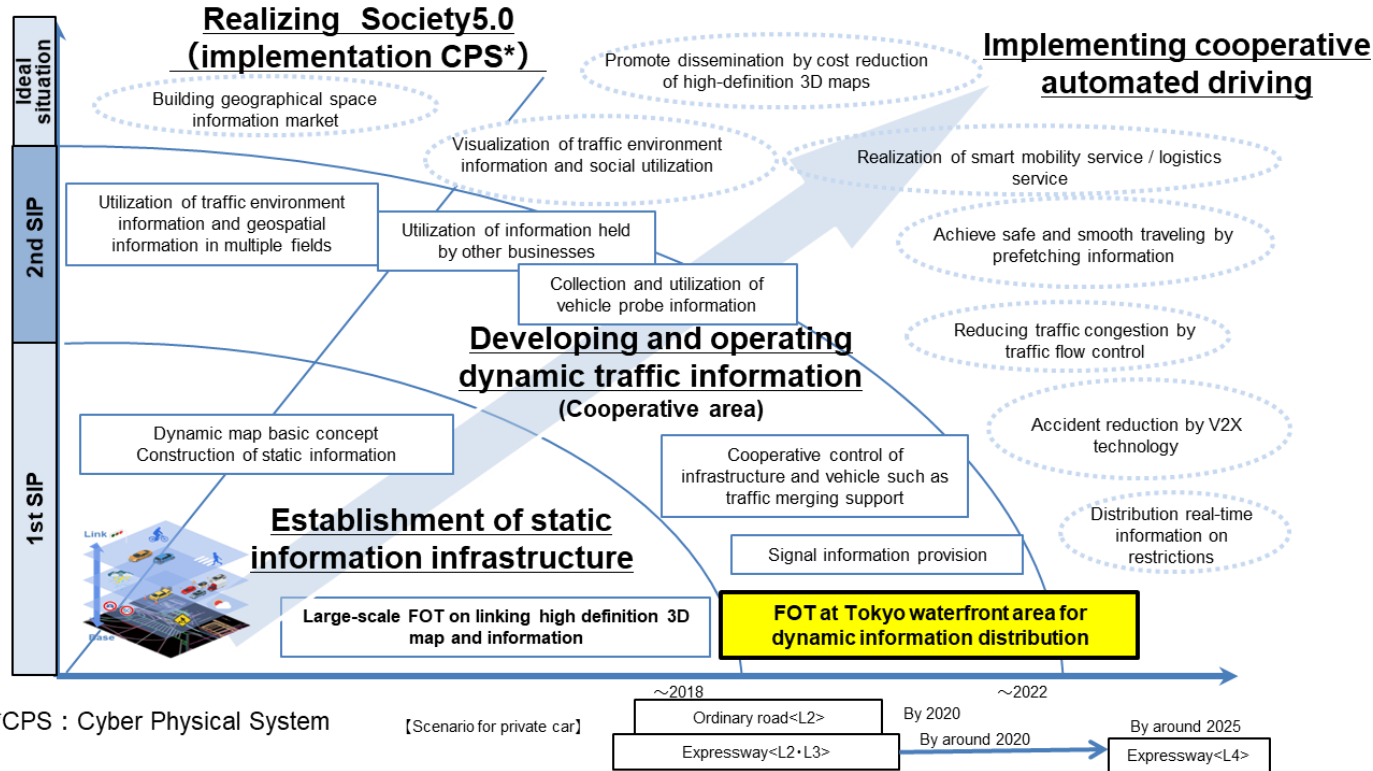 Realizing Society5.0
（implementation CPS*）
Implementing cooperative
automated driving
Ideal
situation
Promote dissemination by cost reduction
of high-definition 3D maps
Building geographical space
information market
Visualization of traffic environment
information and social utilization
Realization of smart mobility service / logistics
service
2nd SIP
Utilization of traffic environment
information and geospatial
information in multiple fields
Utilization of information held
by other businesses
Achieve safe and smooth traveling by
prefetching information
Collection and utilization of
vehicle probe information
Developing and operating
dynamic traffic information
(Cooperative area)
Reducing traffic congestion by
traffic flow control
1st SIP
Dynamic map basic concept
Construction of static information
Accident reduction by V2X
technology
Cooperative control of
infrastructure and vehicle such as
traffic merging support
Establishment of static
information infrastructure
Distribution real-time
information on
restrictions
Signal information provision
Link
Base
Large-scale FOT on linking high definition 3D
map and information
FOT at Tokyo waterfront area for
dynamic information distribution
～2018
～2022
*CPS : Cyber Physical System
【Scenario for private car】
Ordinary road<L2>
By 2020
Expressway<L2・L3>
By around 2020
By around 2025
Expressway<L4>